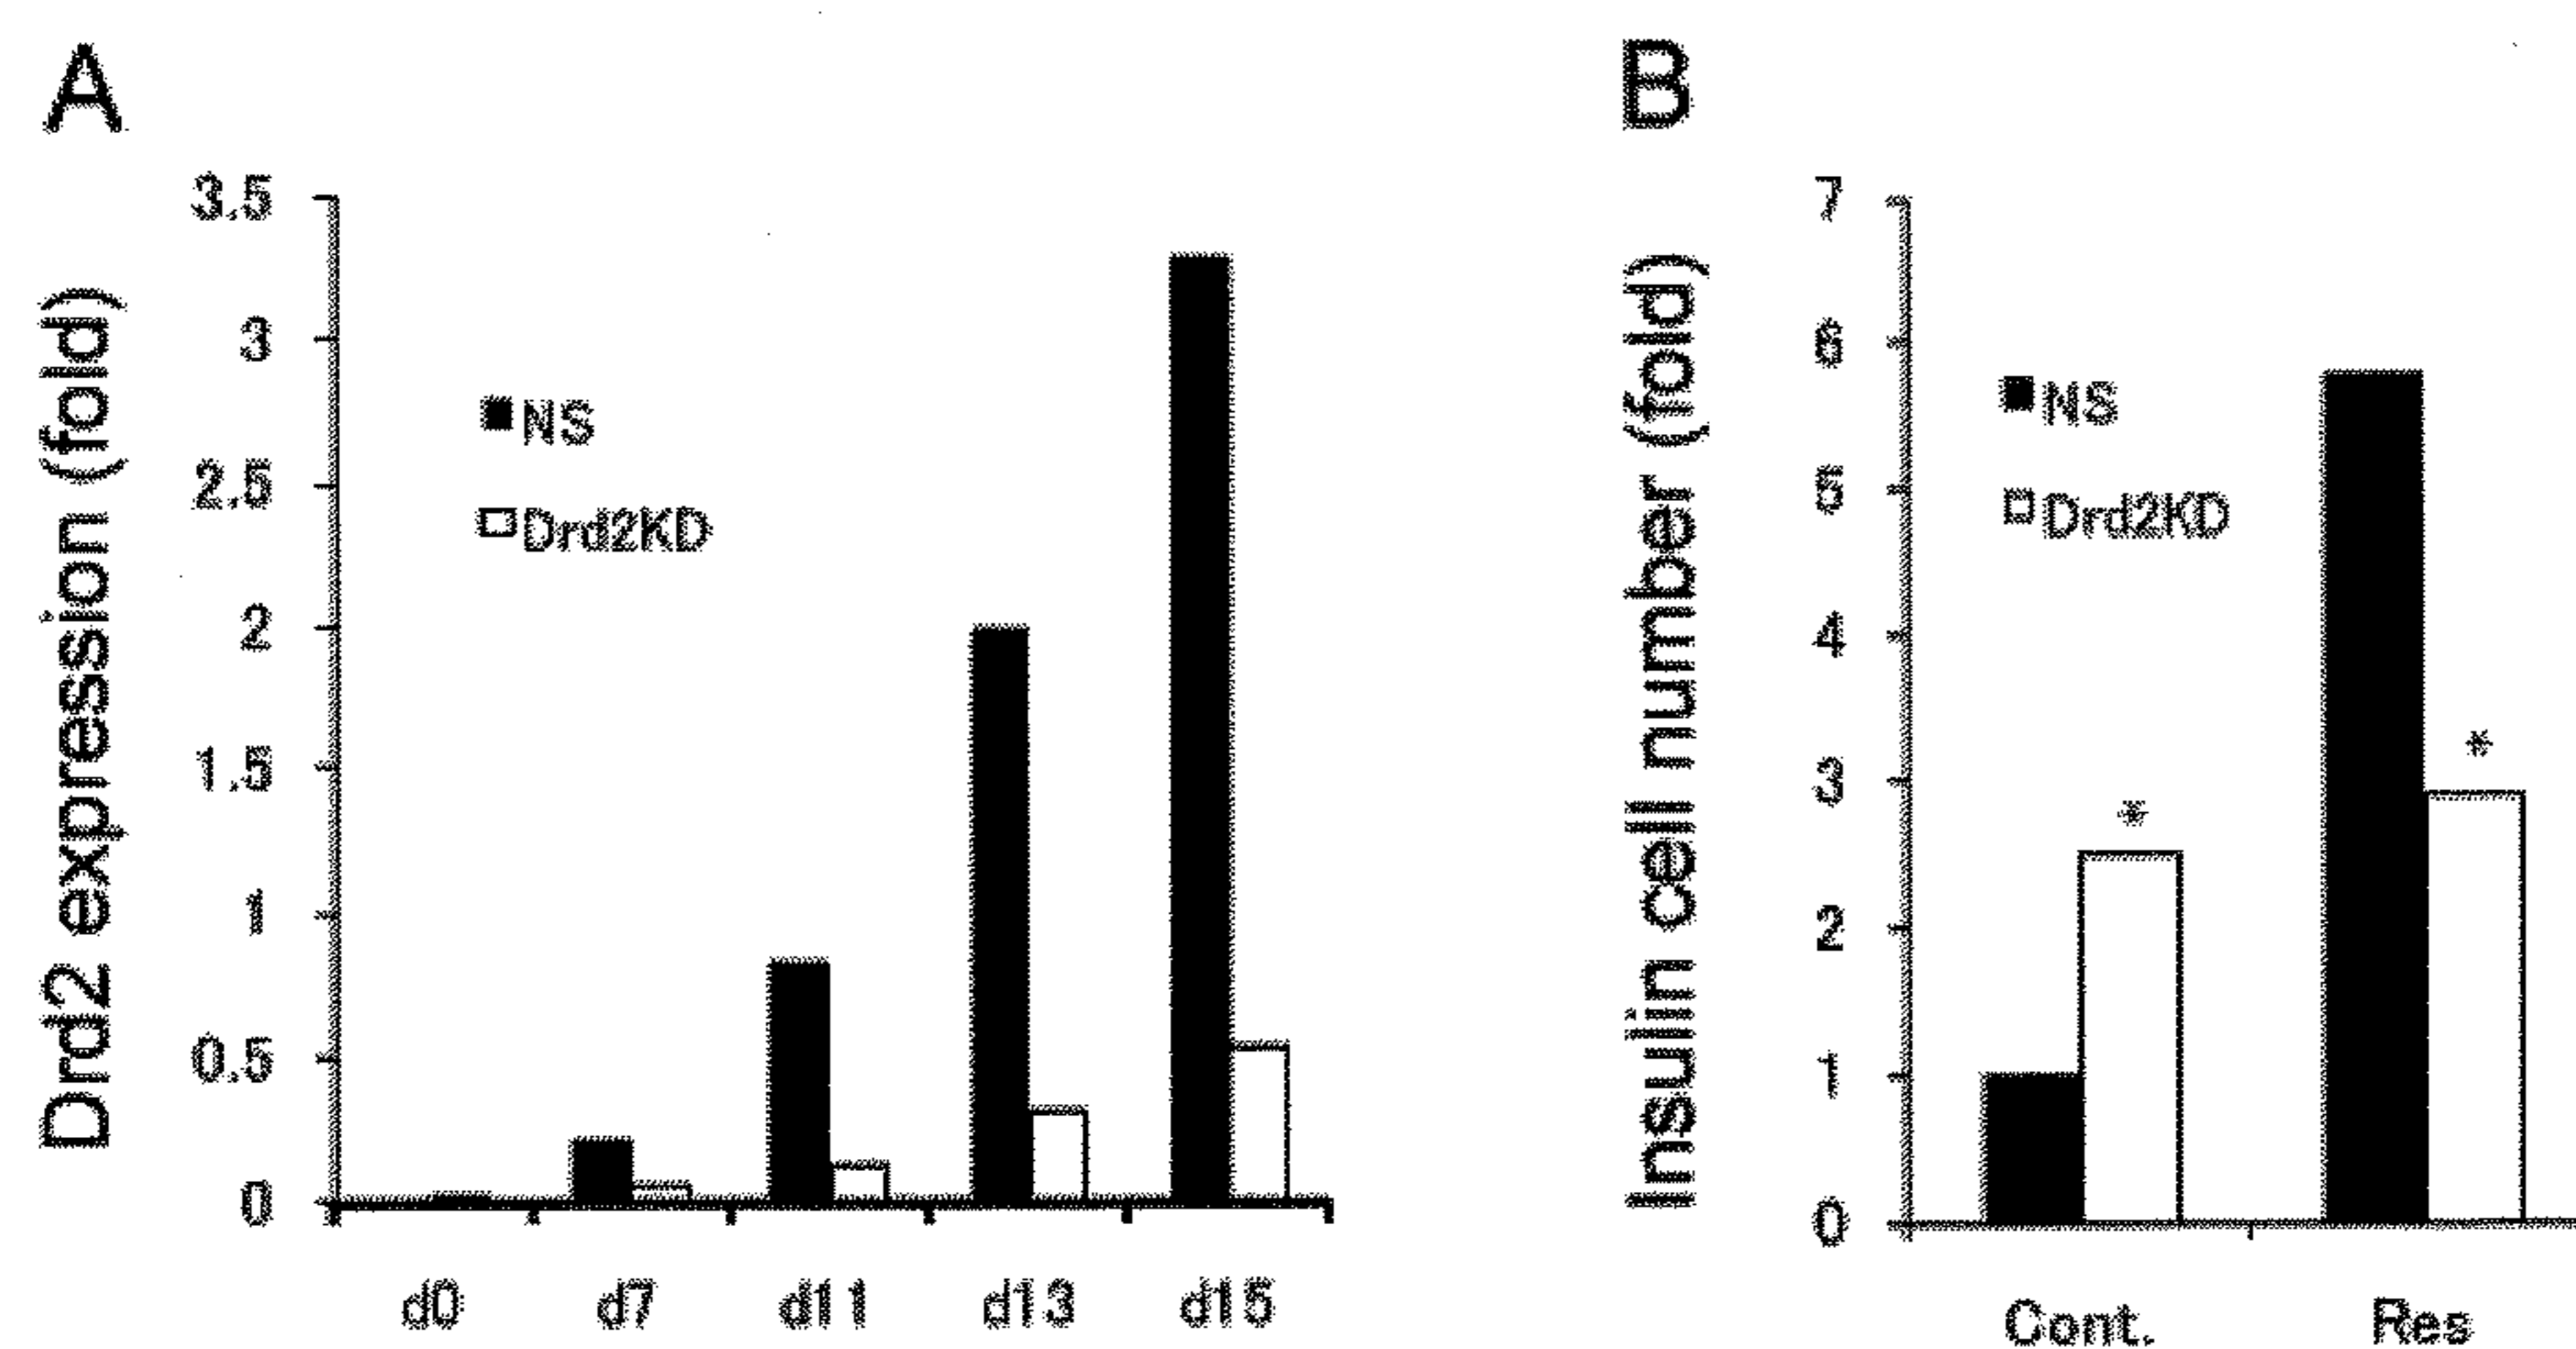 A
Drd2 expression (fold)
3.5
3
2.5
2
1.5
1
0.5
0
NS
Drd2KD
d0 d7 d11 d13 d15
B
Insulin cell number (fold)
7
6
5
4
3
2
1
0
NS
Drd2KD
*
*
Cont. Res